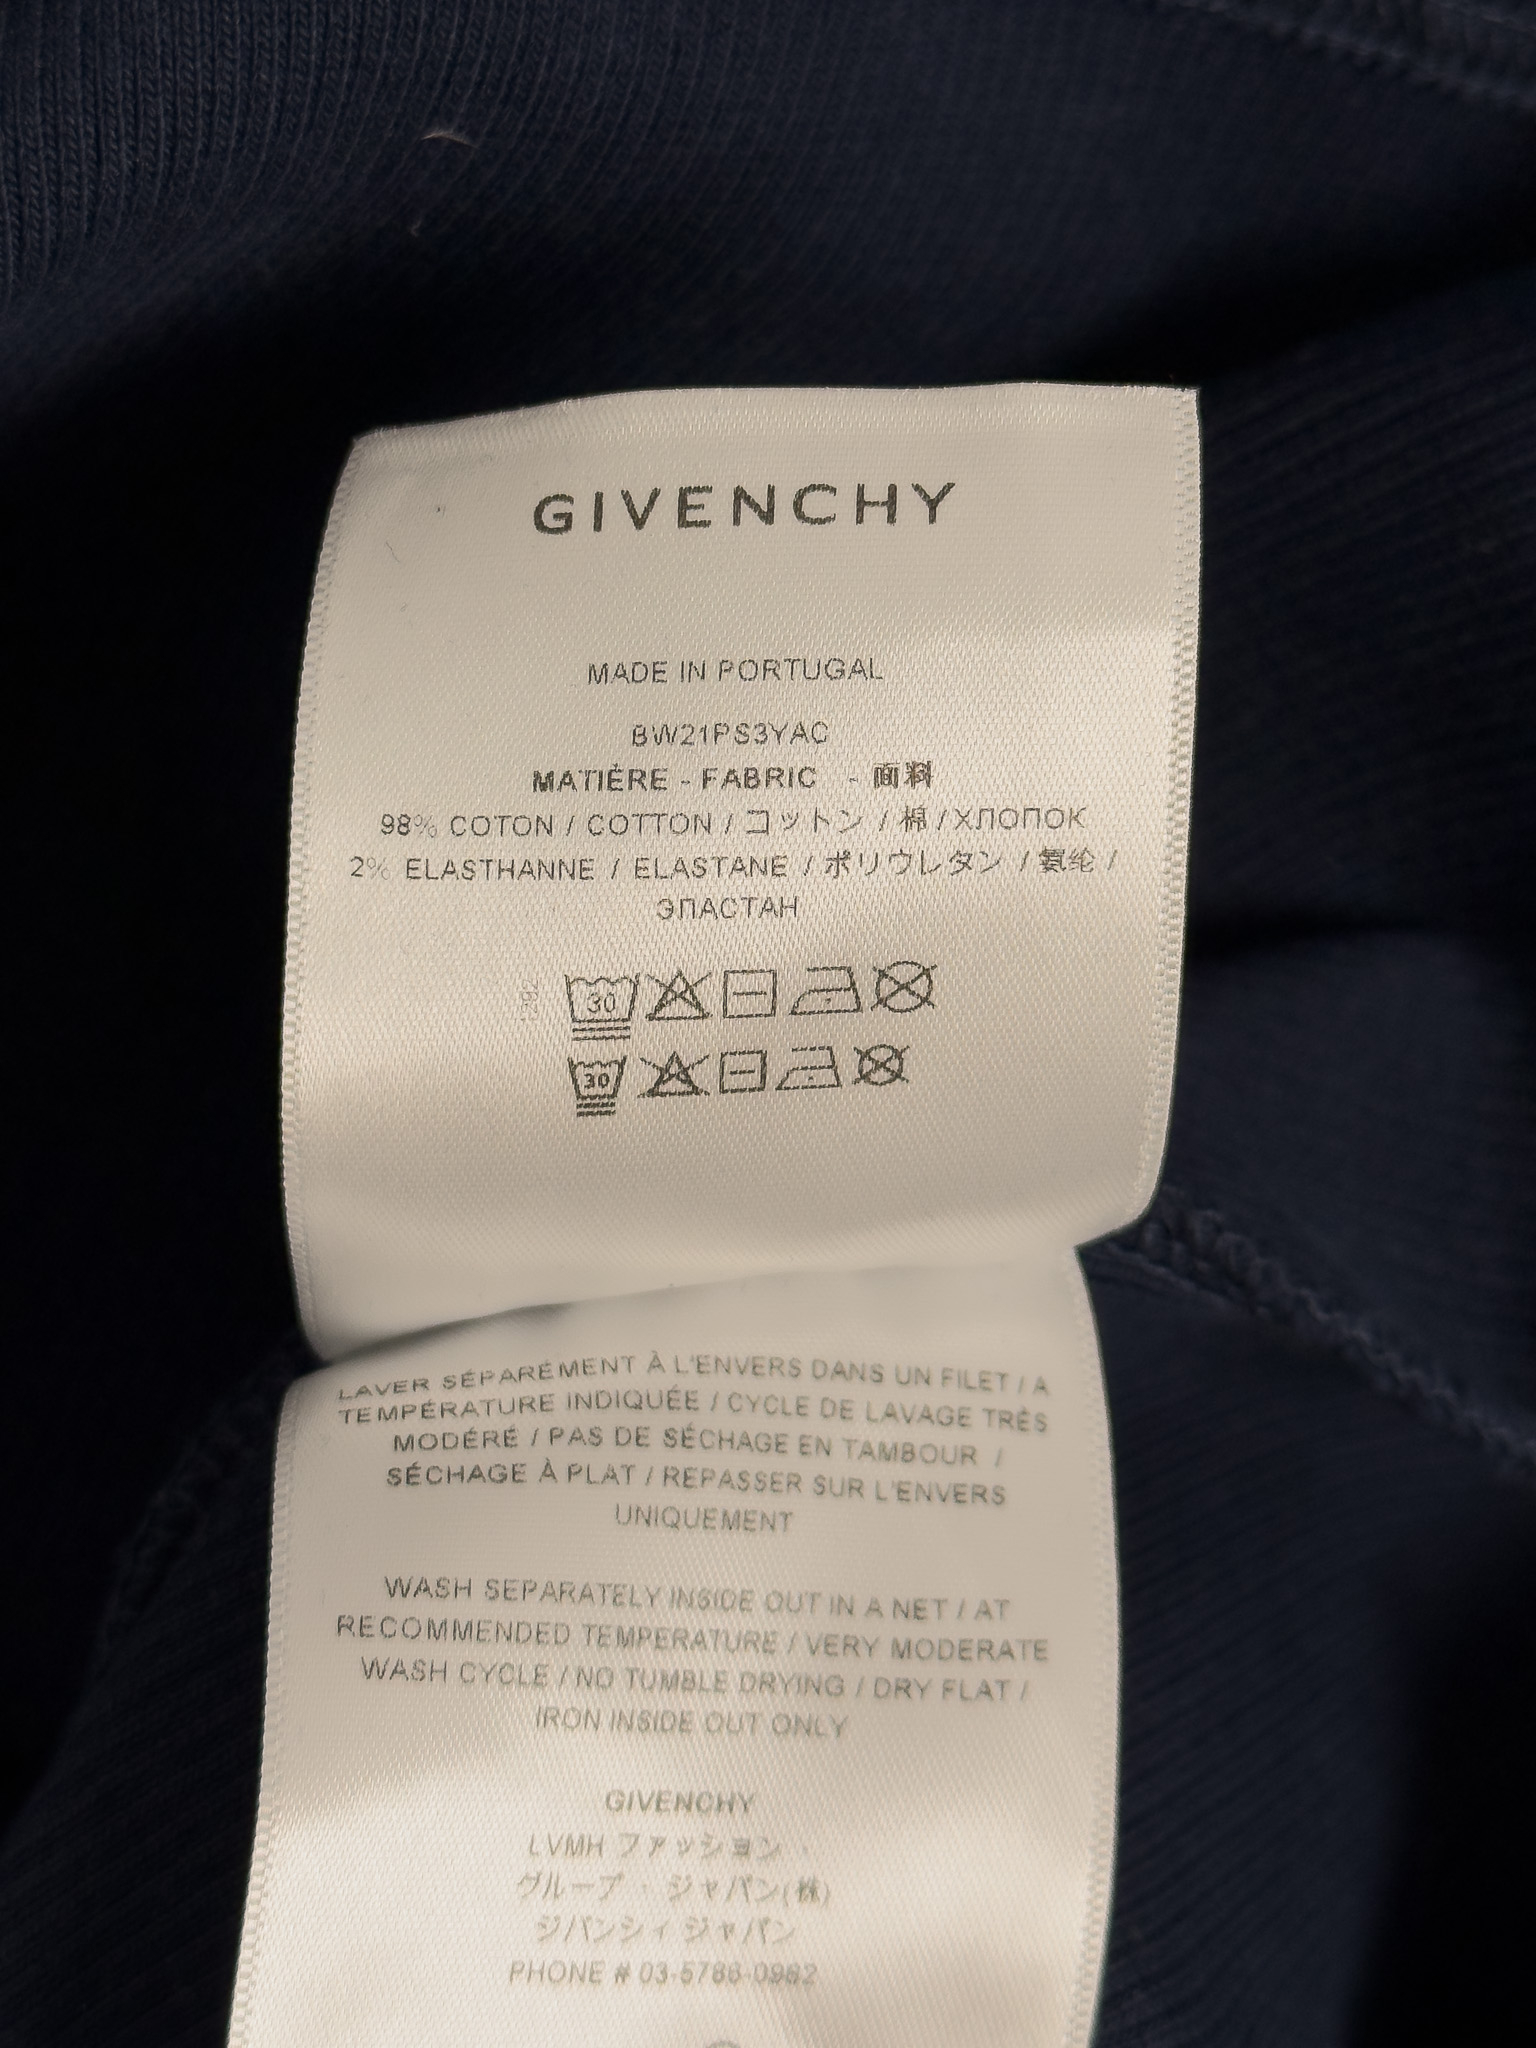 GIVENCHY
MADE IN PORTUGAL
BW21PS3YAC
MATIÈRE - FABRIC - 面料
98% COTON / COTTON / コットン / 棉 / ХЛОПОК
2% ELASTHANNE / ELASTANE / ポリウレタン / 氨纶 /
ЭЛАСТАН
1292
30
30
LAVER SÉPARÉMENT À L'ENVERS DANS UN FILET / A
TEMPÉRATURE INDIQUÉE / CYCLE DE LAVAGE TRÈS
MODÉRÉ / PAS DE SÉCHAGE EN TAMBOUR /
SÉCHAGE À PLAT / REPASSER SUR L'ENVERS
UNIQUEMENT
WASH SEPARATELY INSIDE OUT IN A NET / AT
RECOMMENDED TEMPERATURE / VERY MODERATE
WASH CYCLE / NO TUMBLE DRYING / DRY FLAT /
IRON INSIDE OUT ONLY
GIVENCHY
LVMH ファッション ・
グループ ・ ジャパン(株)
ジバンシィ ジャパン
PHONE # 03-5786-0962